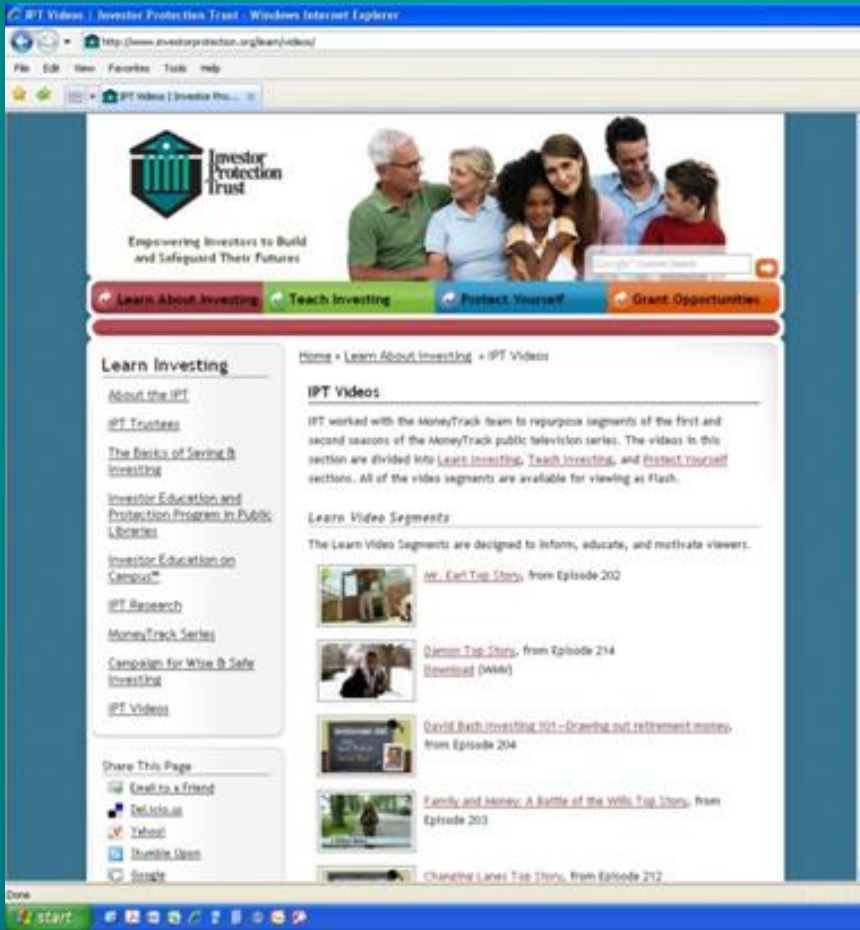 IPT Videos | Investor Protection Trust - Windows Internet Explorer
http://www.investorprotection.org/learn/videos/
File Edit View Favorites Tools Help
IPT Videos | Investor Pro...
Investor
Protection
Trust
Empowering Investors to Build
and Safeguard Their Futures
Learn About Investing Teach Investing Protect Yourself Grant Opportunities
Learn Investing
About the IPT
IPT Trustees
The Basics of Saving &
Investing
Investor Education and
Protection Program in Public
Libraries
Investor Education on
Campus℠
IPT Research
MoneyTrack Series
Campaign for Wise & Safe
Investing
IPT Videos
Share This Page
Email to a Friend
Del.icio.us
Yahoo!
Stumble Upon
Google
Home » Learn About Investing » IPT Videos
IPT Videos
IPT worked with the MoneyTrack team to repurpose segments of the first and
second seasons of the MoneyTrack public television series. The videos in this
section are divided into Learn Investing, Teach Investing, and Protect Yourself
sections. All of the video segments are available for viewing as Flash.
Learn Video Segments
The Learn Video Segments are designed to inform, educate, and motivate viewers.
Mr. Earl Top Story, from Episode 202
Damon Top Story, from Episode 214
Download (WMV)
David Bach Investing 101—Drawing out retirement money,
from Episode 204
Family and Money: A Battle of the Wills Top Story, from
Episode 203
Changing Lanes Top Story, from Episode 212
Done
start